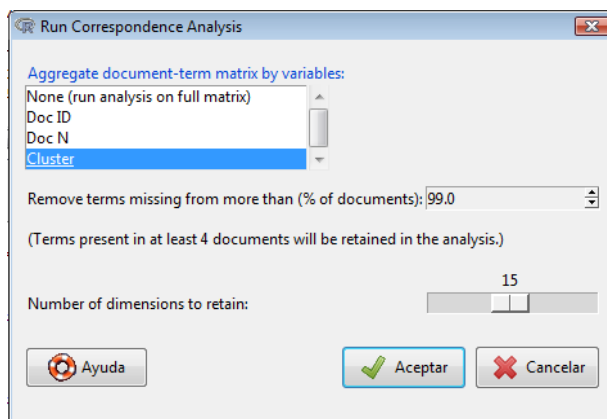 Run Correspondence Analysis
Aggregate document-term matrix by variables:
None (run analysis on full matrix)
Doc ID
Doc N
Cluster
Remove terms missing from more than (% of documents): 99.0
(Terms present in at least 4 documents will be retained in the analysis.)
15
Number of dimensions to retain:
Ayuda Aceptar Cancelar